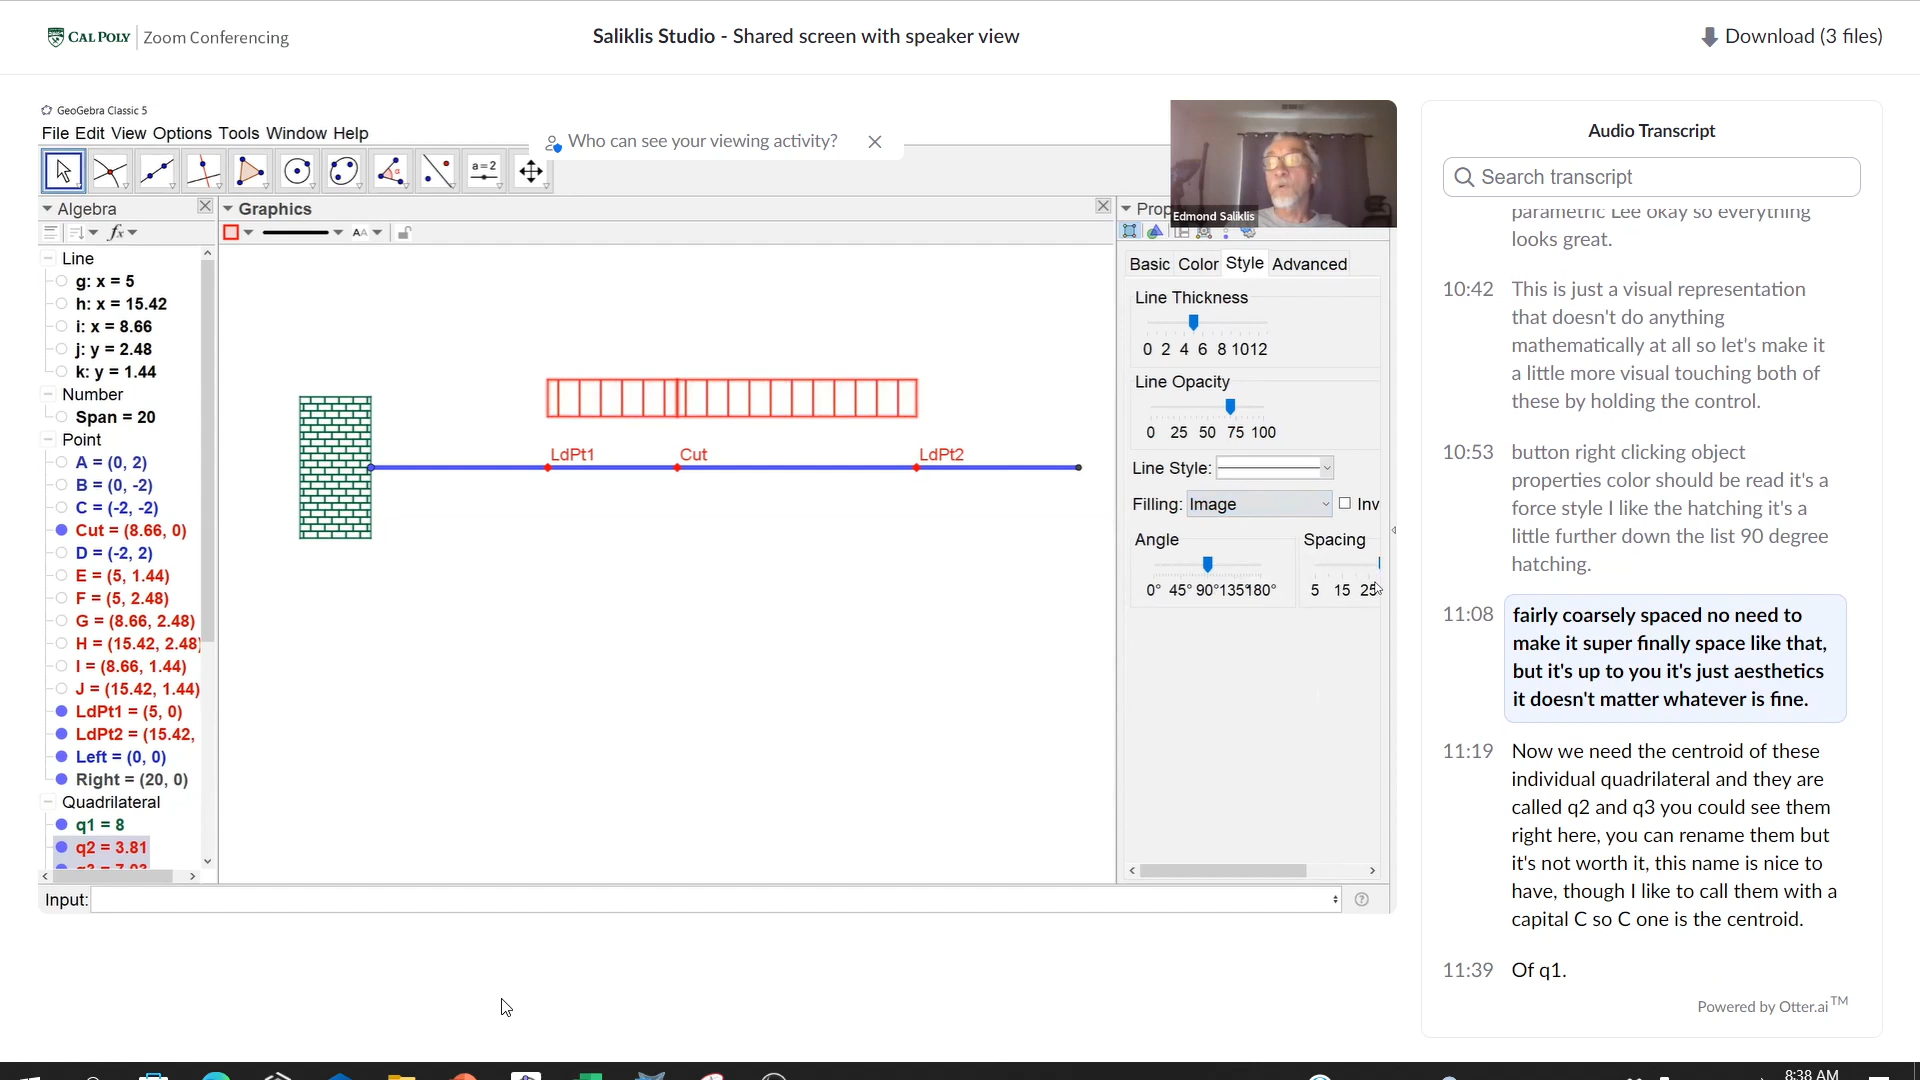 CAL POLY
Zoom Conferencing
Saliklis Studio - Shared screen with speaker view
Download (3 files)
GeoGebra Classic 5
File Edit View Options Tools Window Help
Who can see your viewing activity?
a=2
Edmond Saliklis
Algebra
Graphics
fx
AA
Line
g: x = 5
h: x = 15.42
i: x = 8.66
j: y = 2.48
k: y = 1.44
Number
Span = 20
Point
A = (0, 2)
B = (0, -2)
C = (-2, -2)
Cut = (8.66, 0)
D = (-2, 2)
E = (5, 1.44)
F = (5, 2.48)
G = (8.66, 2.48)
H = (15.42, 2.48)
I = (8.66, 1.44)
J = (15.42, 1.44)
LdPt1 = (5, 0)
LdPt2 = (15.42,
Left = (0, 0)
Right = (20, 0)
Quadrilateral
q1 = 8
q2 = 3.81
Input:
LdPt1
Cut
LdPt2
Basic Color Style Advanced
Line Thickness
0 2 4 6 8 10 12
Line Opacity
0 25 50 75 100
Line Style:
Filling: Image Inv
Angle
0° 45° 90° 135° 180°
Spacing
5 15 25
Audio Transcript
Search transcript
parametric Lee okay so everything
looks great.
10:42 This is just a visual representation
that doesn't do anything
mathematically at all so let's make it
a little more visual touching both of
these by holding the control.
10:53 button right clicking object
properties color should be read it's a
force style I like the hatching it's a
little further down the list 90 degree
hatching.
11:08 fairly coarsely spaced no need to
make it super finally space like that,
but it's up to you it's just aesthetics
it doesn't matter whatever is fine.
11:19 Now we need the centroid of these
individual quadrilateral and they are
called q2 and q3 you could see them
right here, you can rename them but
it's not worth it, this name is nice to
have, though I like to call them with a
capital C so C one is the centroid.
11:39 Of q1.
Powered by Otter.ai™
8:38 AM